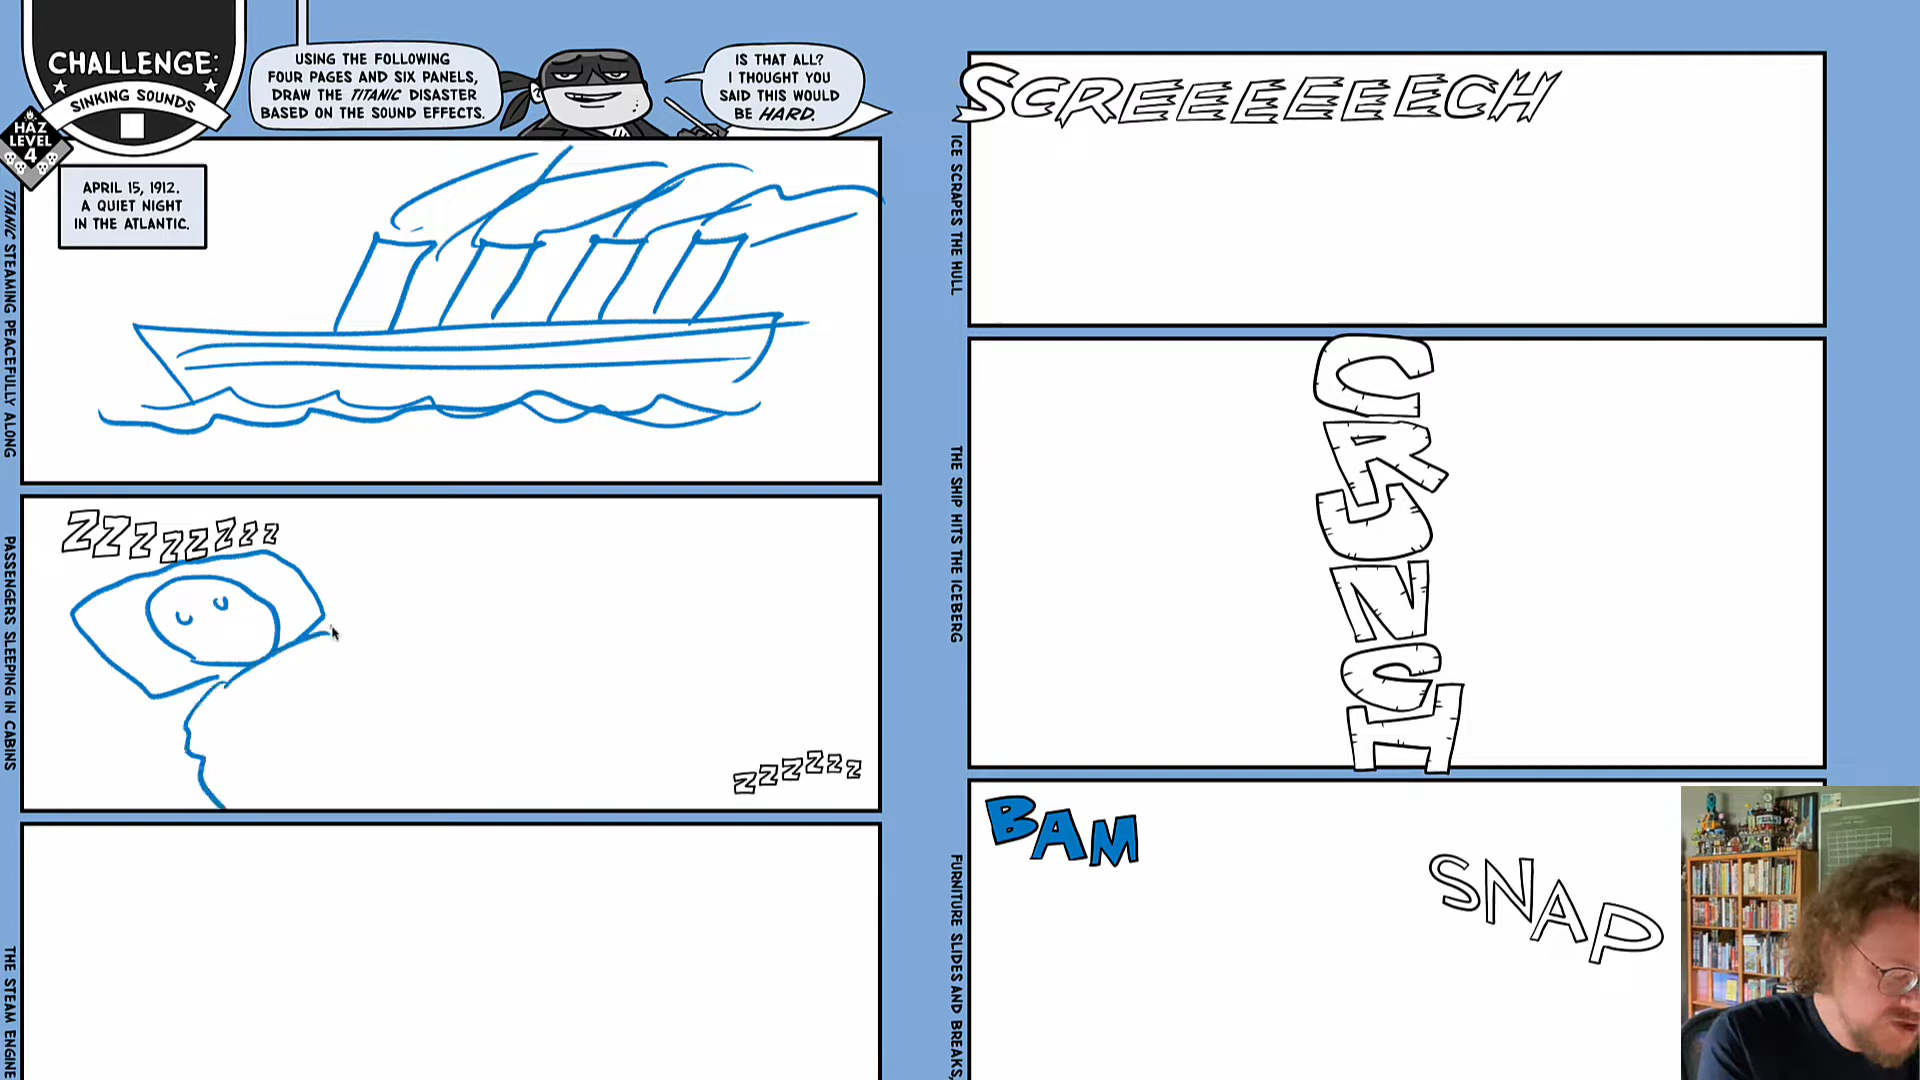 CHALLENGE:
SINKING SOUNDS
HAZ
LEVEL
4
USING THE FOLLOWING
FOUR PAGES AND SIX PANELS,
DRAW THE TITANIC DISASTER
BASED ON THE SOUND EFFECTS.
IS THAT ALL?
I THOUGHT YOU
SAID THIS WOULD
BE HARD.
APRIL 15, 1912.
A QUIET NIGHT
IN THE ATLANTIC.
TITANIC STEAMING PEACEFULLY ALONG
ZZZZZZZZ
ZZZZZZ
PASSENGERS SLEEPING IN CABINS
THE STEAM ENGINE
SCREEEEEEECH
ICE SCRAPES THE HULL
CRUNCH
THE SHIP HITS THE ICEBERG
BAM
SNAP
FURNITURE SLIDES AND BREAKS,